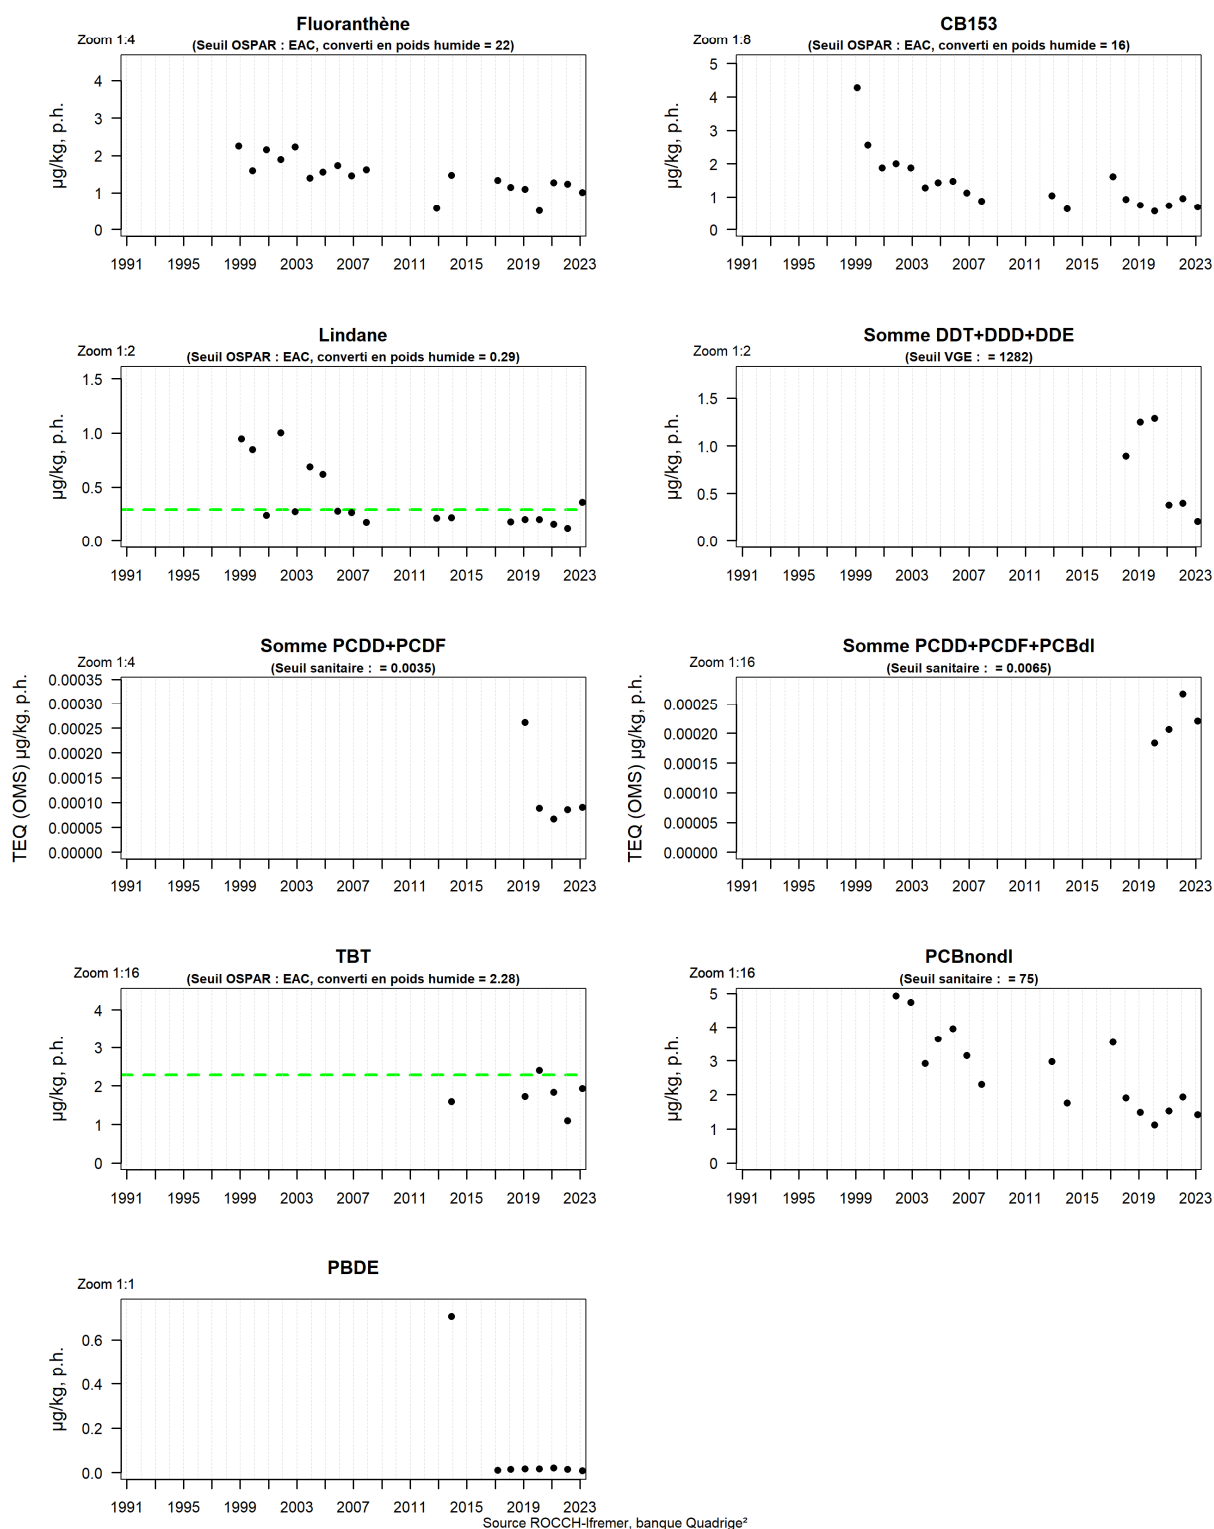 Fluoranthène
Zoom 1:4
(Seuil OSPAR : EAC, converti en poids humide = 22)
µg/kg, p.h.
4
3
2
1
0
1991 1995 1999 2003 2007 2011 2015 2019 2023
CB153
Zoom 1:8
(Seuil OSPAR : EAC, converti en poids humide = 16)
µg/kg, p.h.
5
4
3
2
1
0
1991 1995 1999 2003 2007 2011 2015 2019 2023
Lindane
Zoom 1:2
(Seuil OSPAR : EAC, converti en poids humide = 0.29)
µg/kg, p.h.
1.5
1.0
0.5
0.0
1991 1995 1999 2003 2007 2011 2015 2019 2023
Somme DDT+DDD+DDE
Zoom 1:2
(Seuil VGE : = 1282)
µg/kg, p.h.
1.5
1.0
0.5
0.0
1991 1995 1999 2003 2007 2011 2015 2019 2023
Somme PCDD+PCDF
Zoom 1:4
(Seuil sanitaire : = 0.0035)
TEQ (OMS) µg/kg, p.h.
0.00035
0.00030
0.00025
0.00020
0.00015
0.00010
0.00005
0.00000
1991 1995 1999 2003 2007 2011 2015 2019 2023
Somme PCDD+PCDF+PCBdl
Zoom 1:16
(Seuil sanitaire : = 0.0065)
TEQ (OMS) µg/kg, p.h.
0.00025
0.00020
0.00015
0.00010
0.00005
0.00000
1991 1995 1999 2003 2007 2011 2015 2019 2023
TBT
Zoom 1:16
(Seuil OSPAR : EAC, converti en poids humide = 2.28)
µg/kg, p.h.
4
3
2
1
0
1991 1995 1999 2003 2007 2011 2015 2019 2023
PCBnondl
Zoom 1:16
(Seuil sanitaire : = 75)
µg/kg, p.h.
5
4
3
2
1
0
1991 1995 1999 2003 2007 2011 2015 2019 2023
PBDE
Zoom 1:1
µg/kg, p.h.
0.6
0.4
0.2
0.0
1991 1995 1999 2003 2007 2011 2015 2019 2023
Source ROCCH-Ifremer, banque Quadrige²